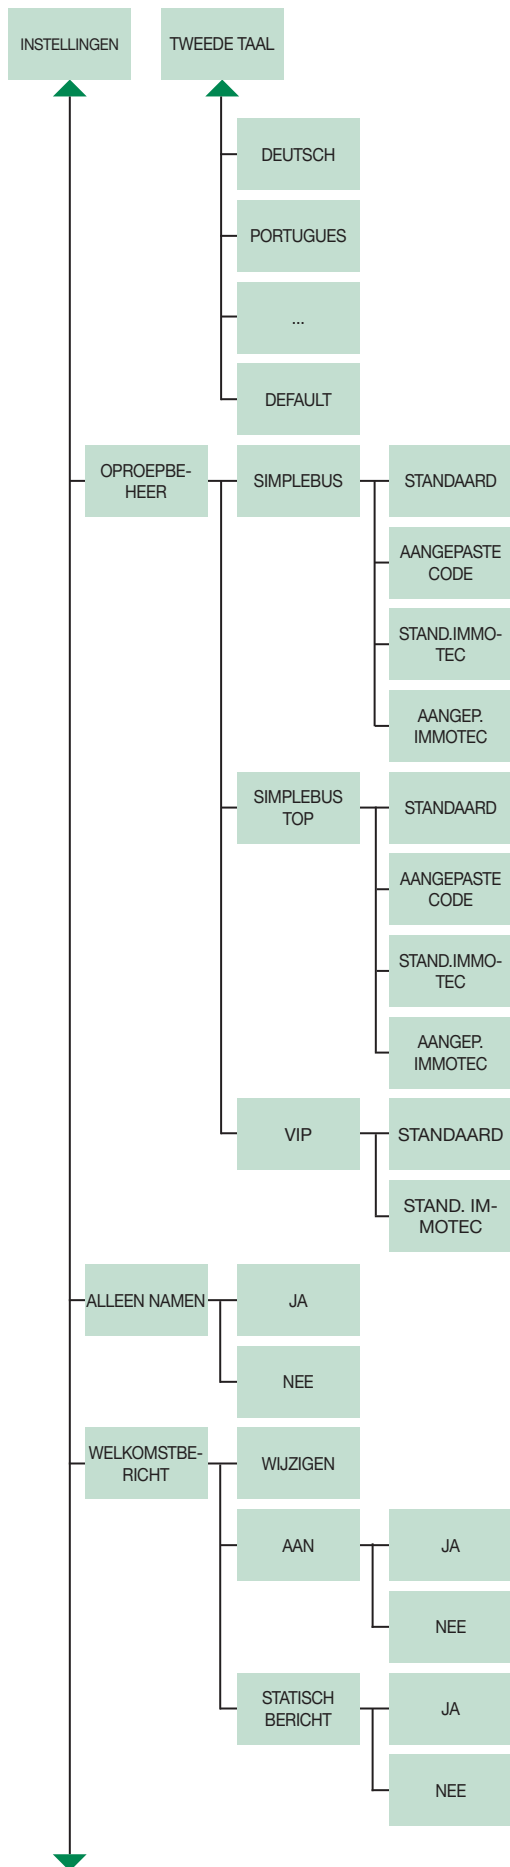 INSTELLINGEN
TWEEDE TAAL
DEUTSCH
PORTUGUES
...
DEFAULT
OPROEPBE-
HEER
SIMPLEBUS
STANDAARD
AANGEPASTE
CODE
STAND.IMMO-
TEC
AANGEP.
IMMOTEC
SIMPLEBUS
TOP
STANDAARD
AANGEPASTE
CODE
STAND.IMMO-
TEC
AANGEP.
IMMOTEC
VIP
STANDAARD
STAND. IM-
MOTEC
ALLEEN NAMEN
JA
NEE
WELKOMSTBE-
RICHT
WIJZIGEN
AAN
JA
NEE
STATISCH
BERICHT
JA
NEE